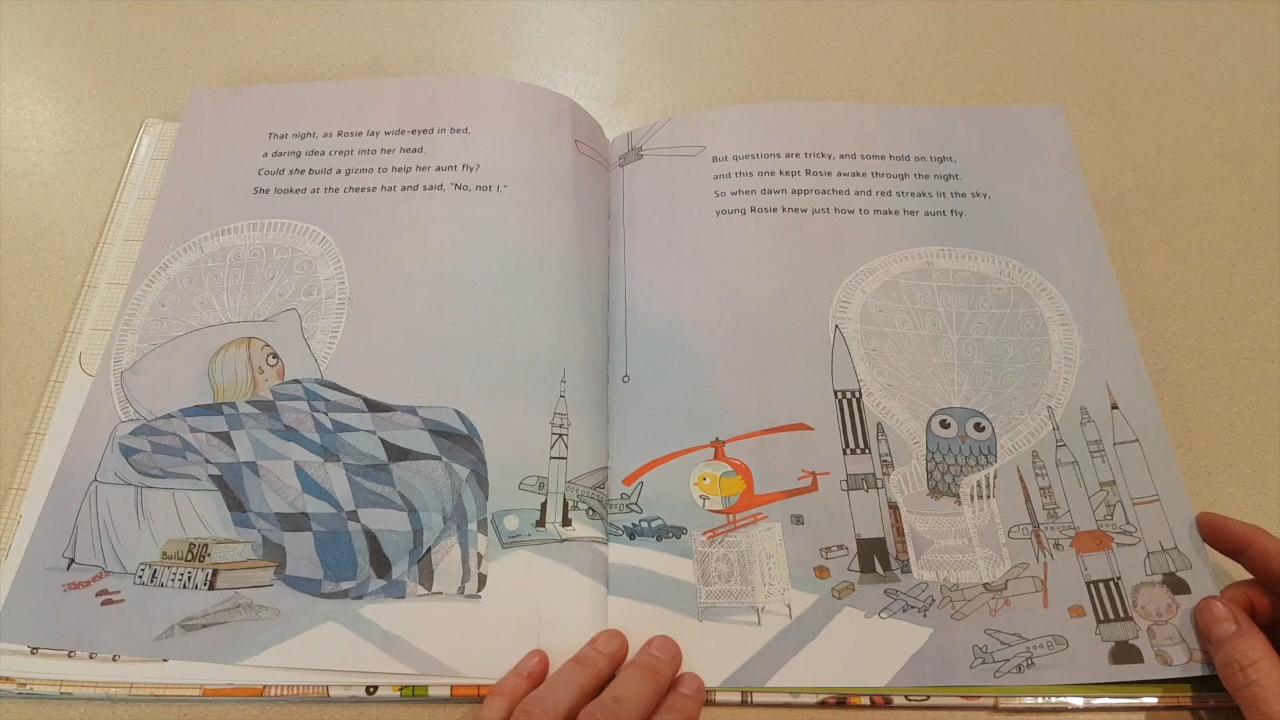 That night, as Rosie lay wide-eyed in bed,
a daring idea crept into her head.
Could she build a gizmo to help her aunt fly?
She looked at the cheese hat and said, "No, not I."
But questions are tricky, and some hold on tight,
and this one kept Rosie awake through the night.
So when dawn approached and red streaks lit the sky,
young Rosie knew just how to make her aunt fly.
Build BIG
ENGINEERING